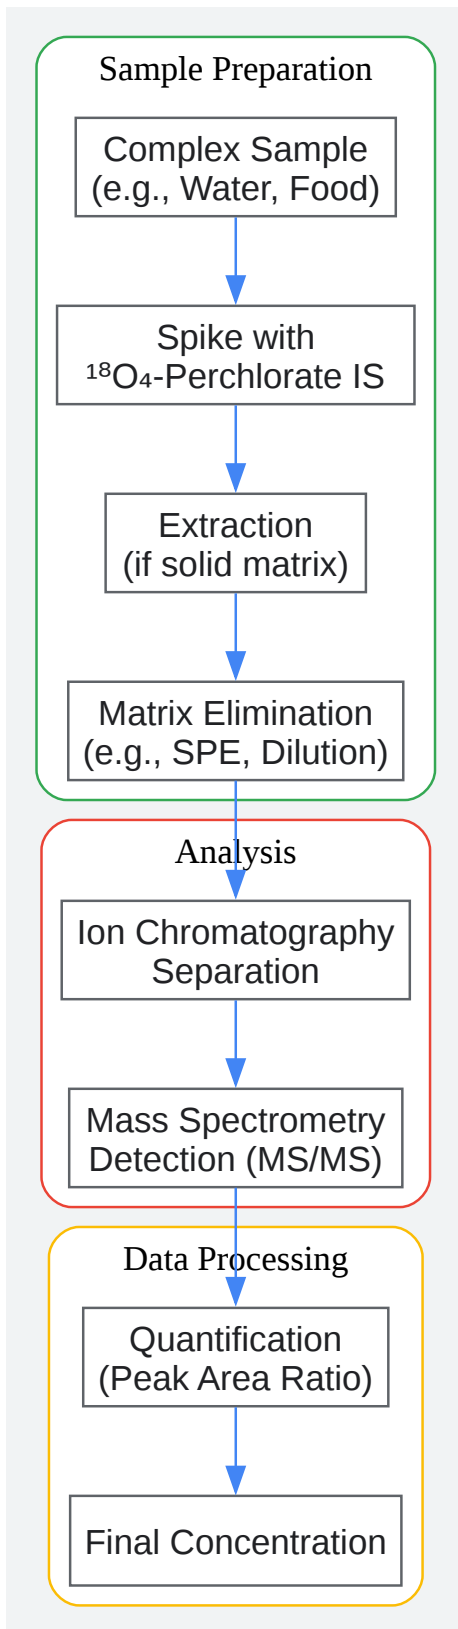 Sample Preparation
Complex Sample
(e.g., Water, Food)
Spike with
¹⁸O₄-Perchlorate IS
Extraction
(if solid matrix)
Matrix Elimination
(e.g., SPE, Dilution)
Analysis
Ion Chromatography
Separation
Mass Spectrometry
Detection (MS/MS)
Data Processing
Quantification
(Peak Area Ratio)
Final Concentration